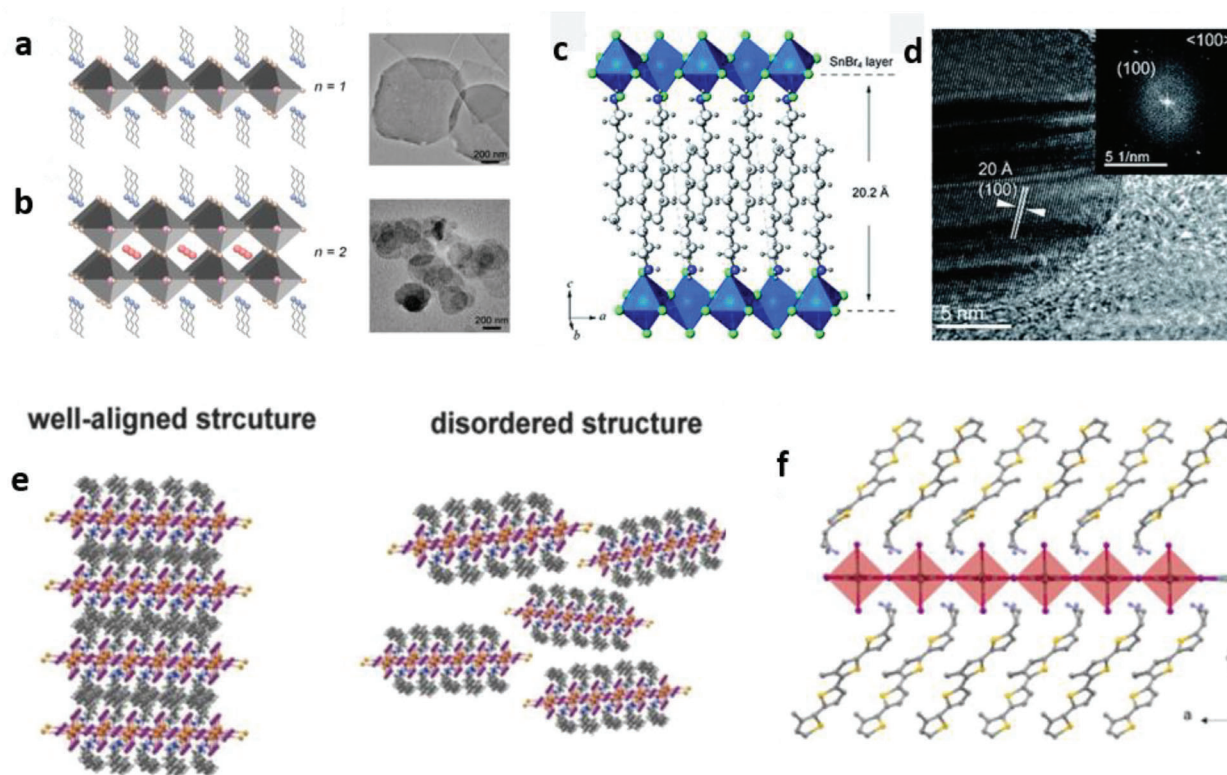 a
n = 1
200 nm
b
n = 2
200 nm
c
SnBr₄ layer
20.2 Å
c
a
b
d
<100>
(100)
5 1/nm
20 Å
(100)
5 nm
well-aligned strcuture
disordered structure
e
f
a